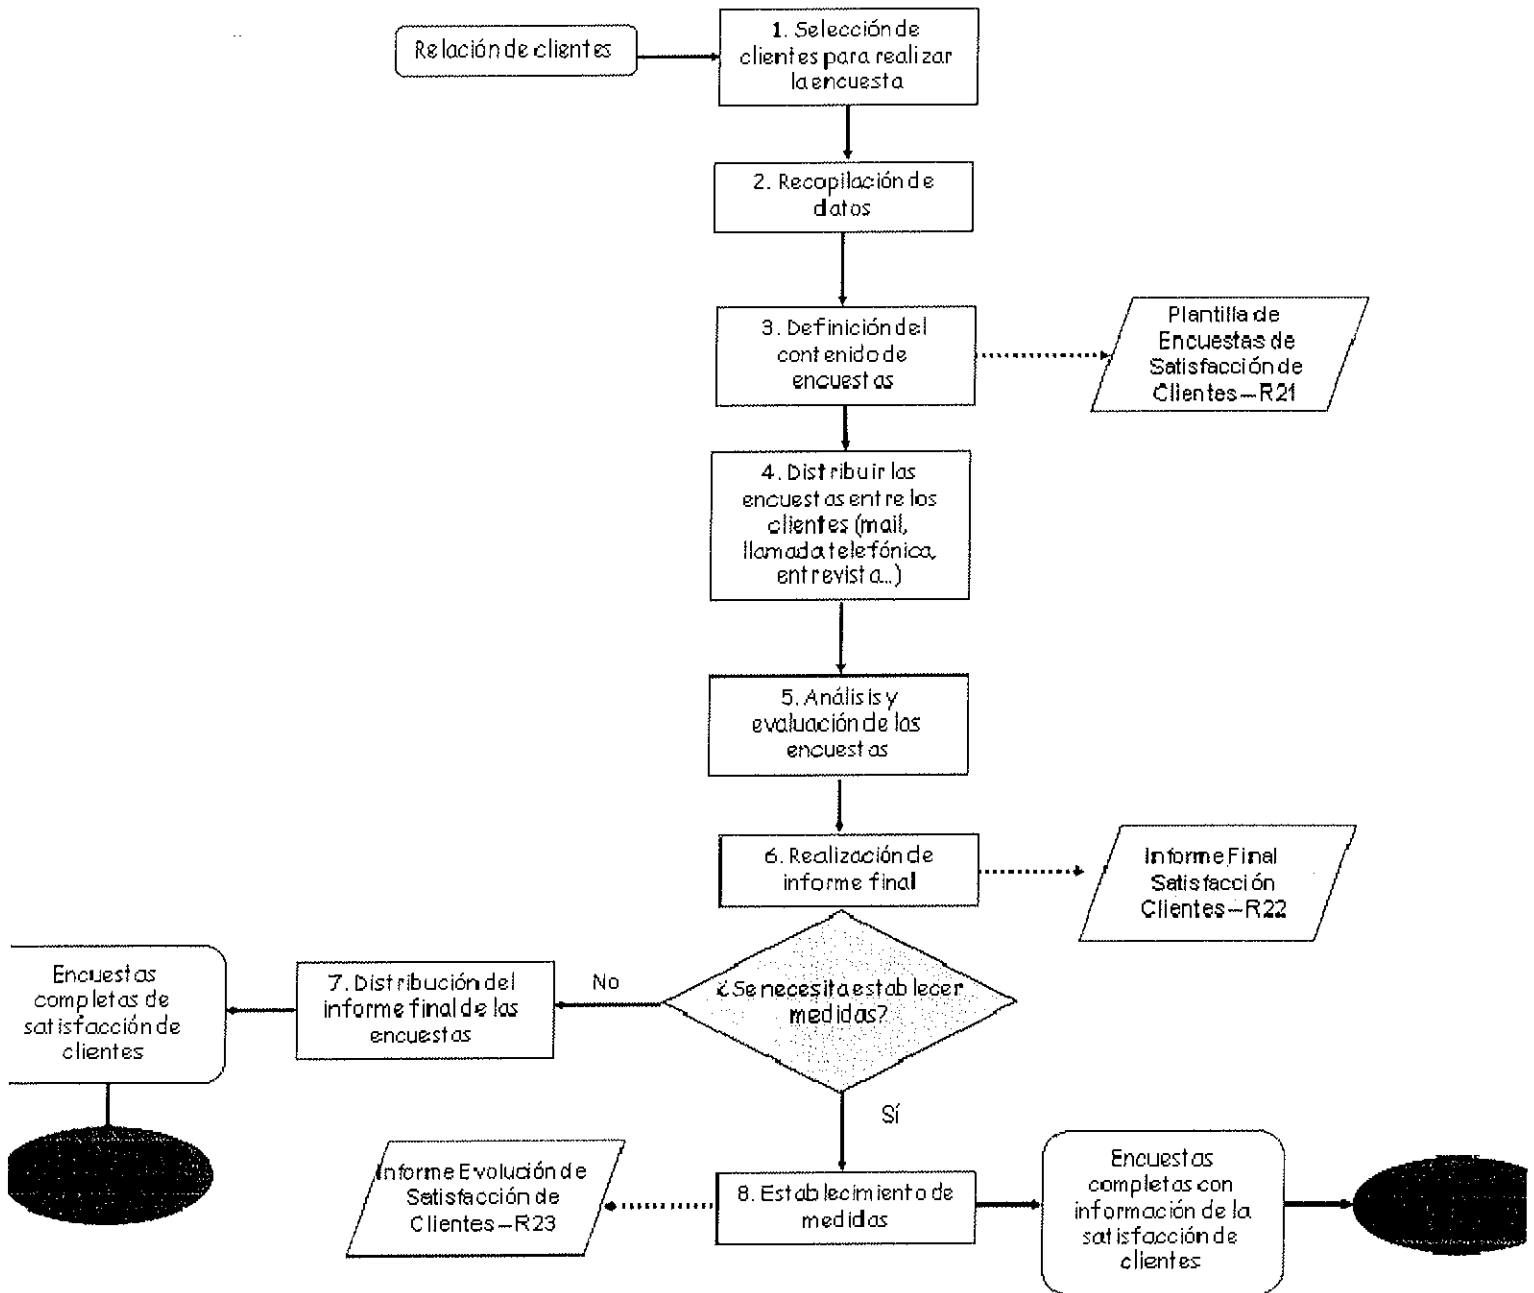 Relación de clientes
1. Selección de
clientes para realizar
la encuesta
2. Recopilación de
datos
3. Definición del
contenido de
encuestas
Plantilla de
Encuestas de
Satisfacción de
Clientes – R21
4. Distribuir las
encuestas entre los
clientes (mail,
llamada telefónica,
entrevista...)
5. Análisis y
evaluación de las
encuestas
6. Realización de
informe final
Informe Final
Satisfacción
Clientes – R22
¿Se necesita establecer
medidas?
No
7. Distribución del
informe final de las
encuestas
Encuestas
completas de
satisfacción de
clientes
Sí
8. Establecimiento de
medidas
Informe Evolución de
Satisfacción de
Clientes – R23
Encuestas
completas con
información de la
satisfacción de
clientes